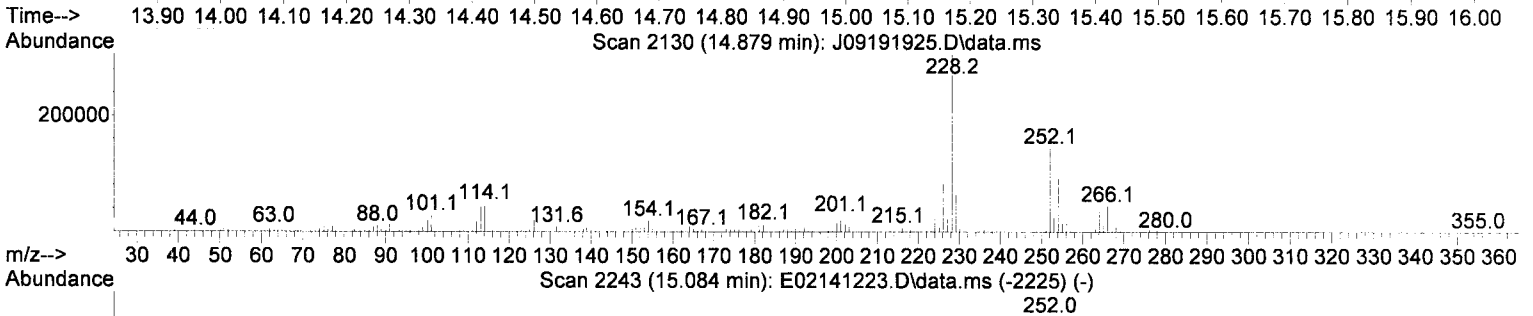 Time--> 13.90 14.00 14.10 14.20 14.30 14.40 14.50 14.60 14.70 14.80 14.90 15.00 15.10 15.20 15.30 15.40 15.50 15.60 15.70 15.80 15.90 16.00
Abundance Scan 2130 (14.879 min): J09191925.D\data.ms
228.2
200000
252.1
101.1 114.1 154.1 201.1 266.1
44.0 63.0 88.0 131.6 167.1 182.1 215.1 280.0 355.0
m/z--> 30 40 50 60 70 80 90 100 110 120 130 140 150 160 170 180 190 200 210 220 230 240 250 260 270 280 290 300 310 320 330 340 350 360
Abundance Scan 2243 (15.084 min): E02141223.D\data.ms (-2225) (-)
252.0